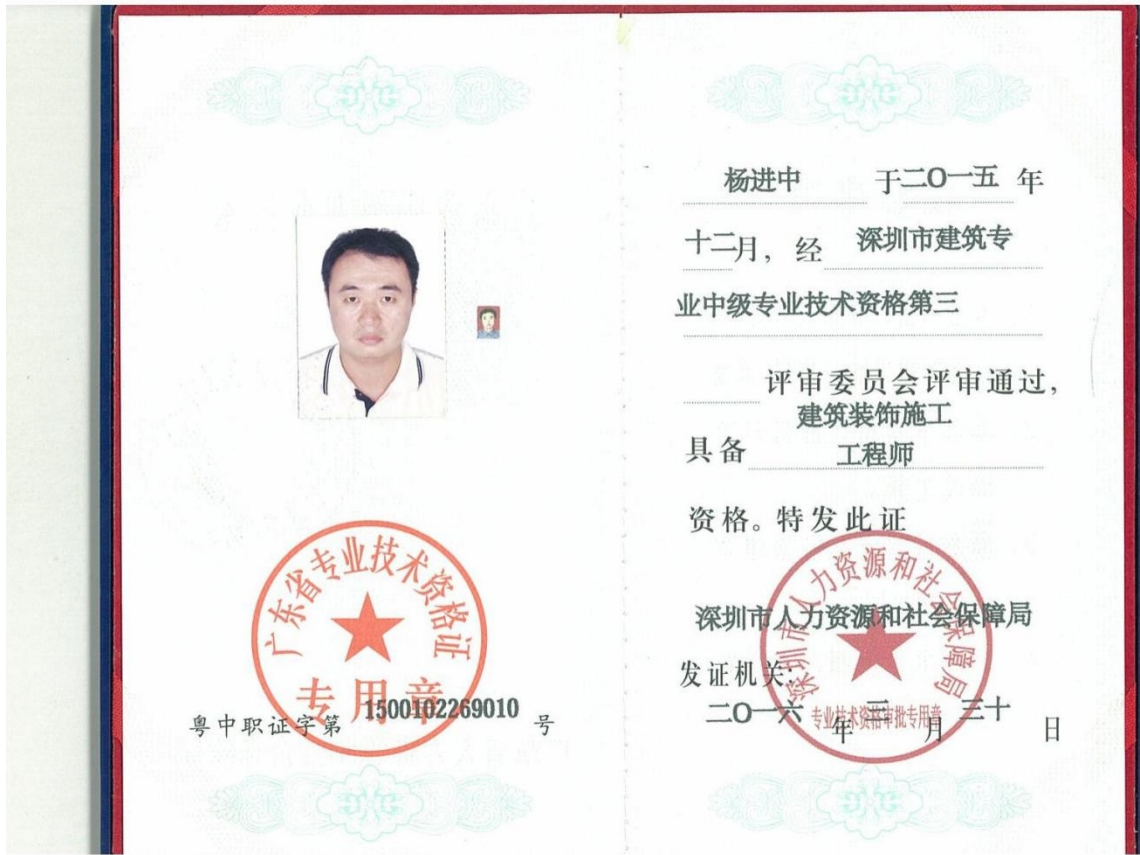 广东省专业技术资格证
专用章
粤中职证字第 1500102269010 号
杨进中 于二〇一五 年
十二月，经 深圳市建筑专
业中级专业技术资格第三
评审委员会评审通过，
建筑装饰施工
具备 工程师
资格。特发此证
深圳市人力资源和社会保障局
深圳市人力资源和社会保障局
发证机关：
二〇一六 年 三 月 三十 日
专业技术资格审批专用章